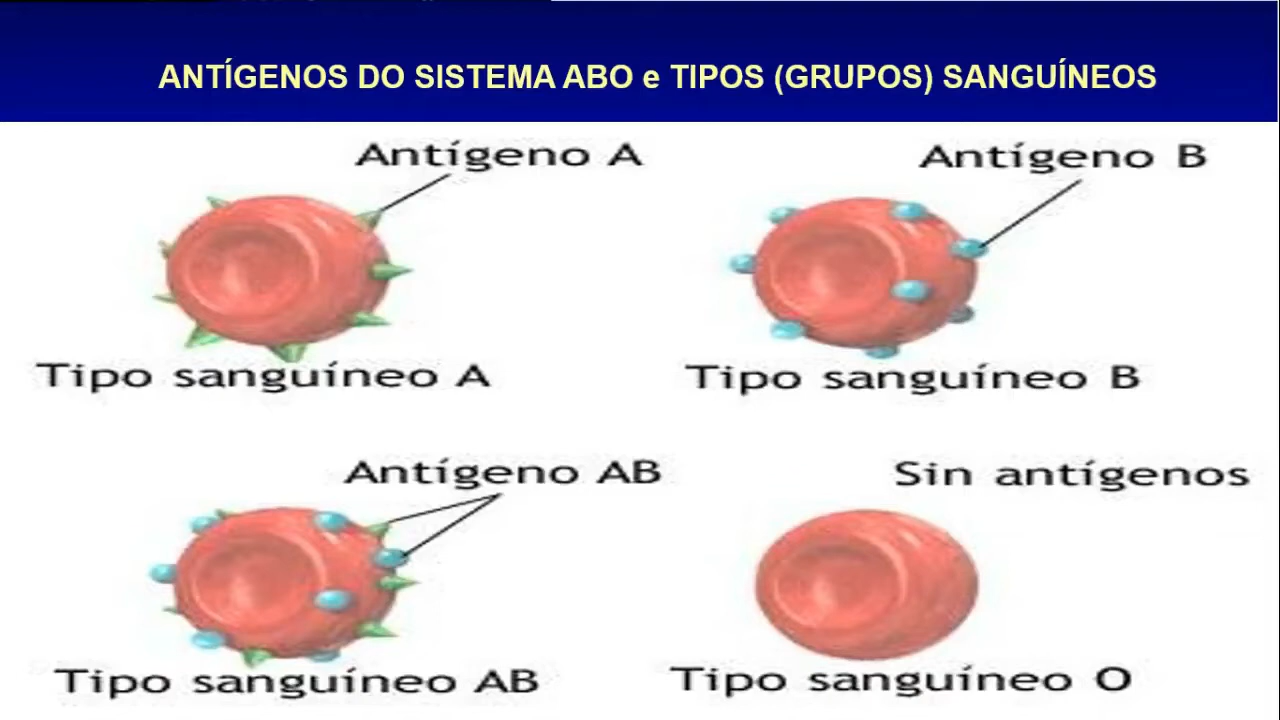 ANTÍGENOS DO SISTEMA ABO e TIPOS (GRUPOS) SANGUÍNEOS
Antígeno A
Antígeno B
Tipo sanguíneo A
Tipo sanguíneo B
Antígeno AB
Sin antígenos
Tipo sanguíneo AB
Tipo sanguíneo O